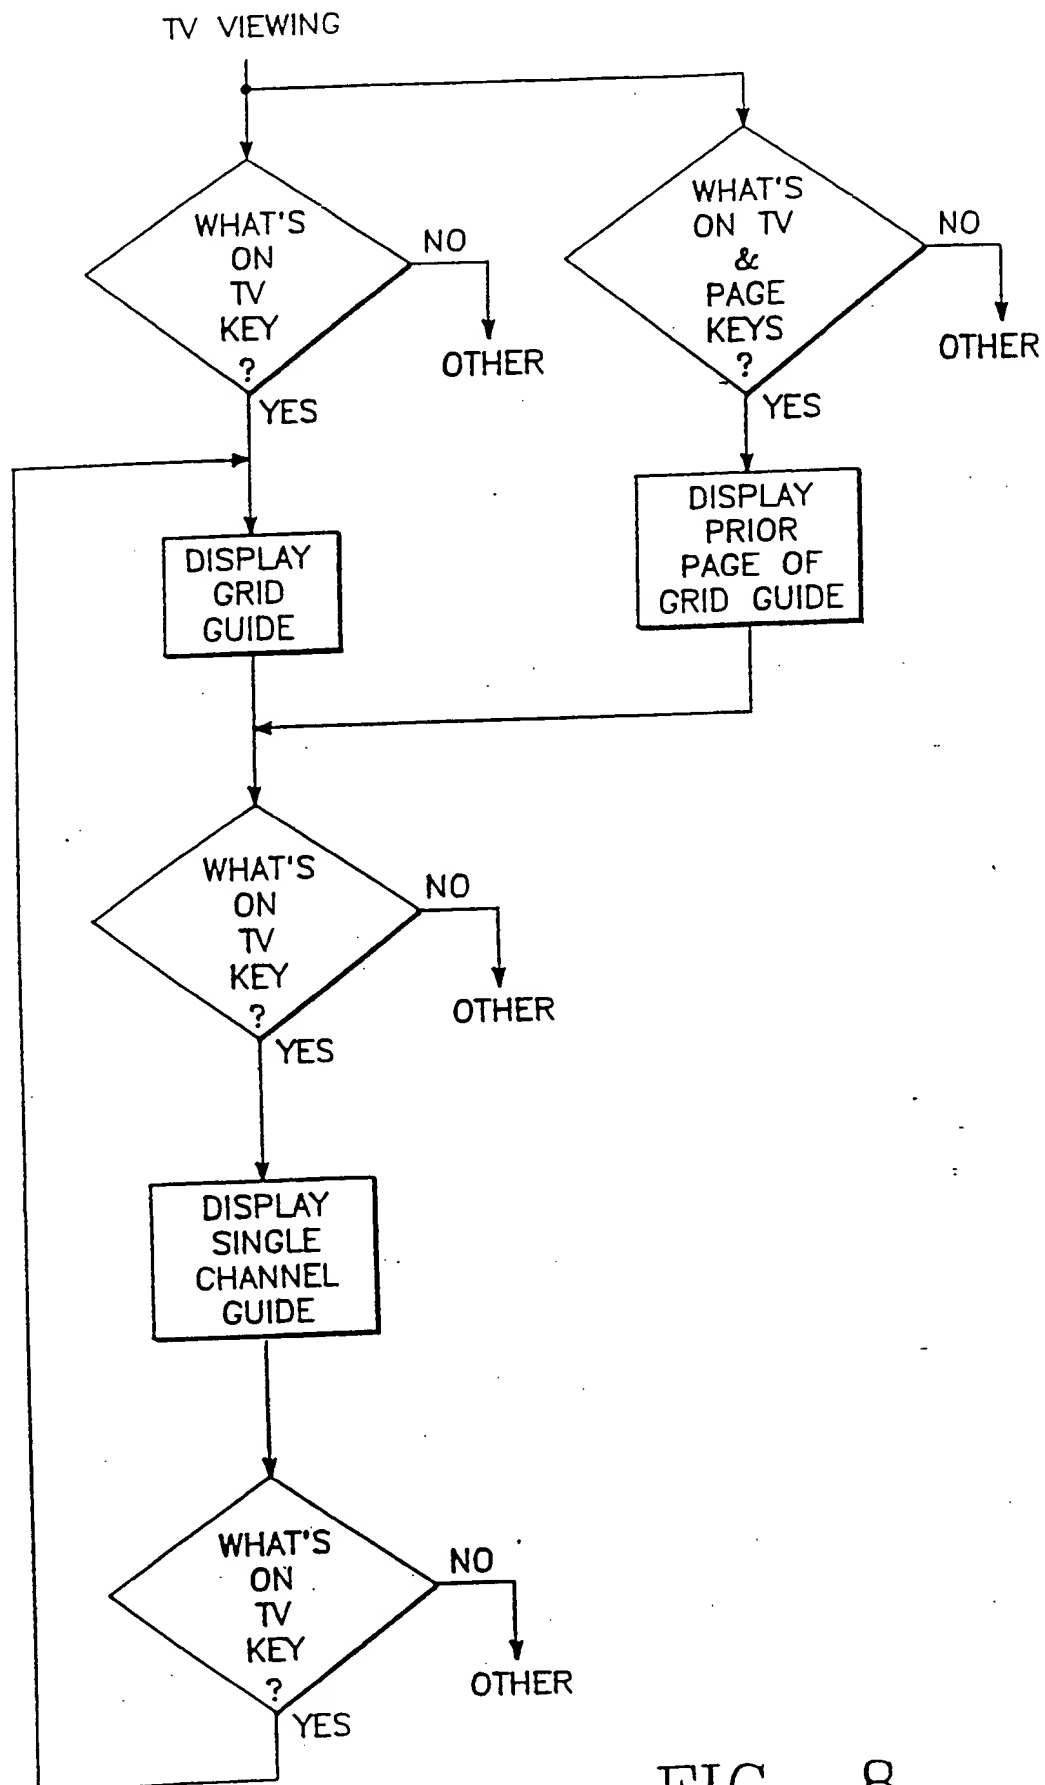 TV VIEWING
WHAT'S
ON
TV
KEY
?
NO
OTHER
YES
WHAT'S
ON TV
&
PAGE
KEYS
?
NO
OTHER
YES
DISPLAY
GRID
GUIDE
DISPLAY
PRIOR
PAGE OF
GRID GUIDE
WHAT'S
ON
TV
KEY
?
NO
OTHER
YES
DISPLAY
SINGLE
CHANNEL
GUIDE
WHAT'S
ON
TV
KEY
?
NO
OTHER
YES
FIG. 8